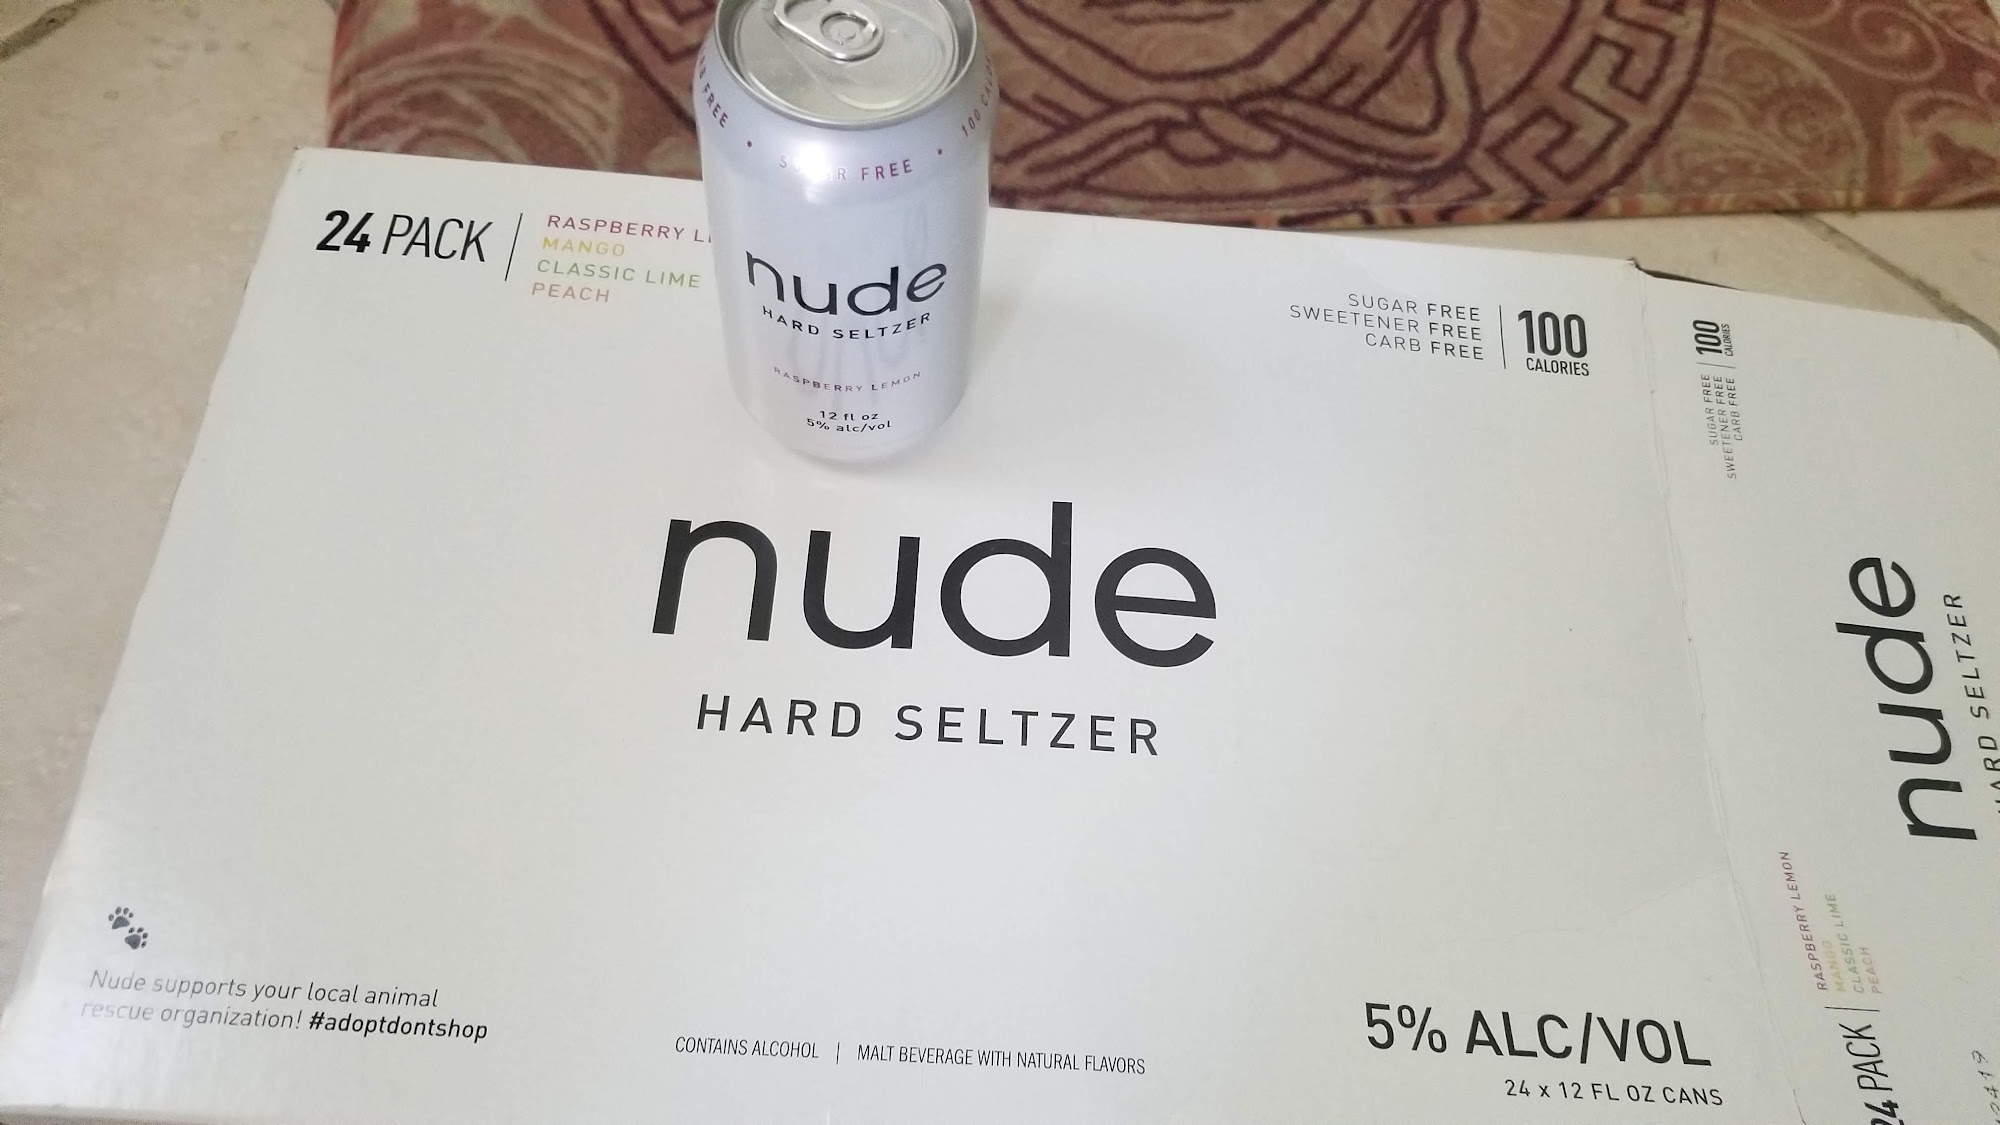 SUGAR FREE
100
nude
HARD SELTZER
RASPBERRY LEMON
12 fl oz
5% alc/vol
24 PACK
RASPBERRY
MANGO
CLASSIC LIME
PEACH
SUGAR FREE
SWEETENER FREE
CARB FREE
100
CALORIES
nude
HARD SELTZER
Nude supports your local animal
rescue organization! #adoptdontshop
CONTAINS ALCOHOL | MALT BEVERAGE WITH NATURAL FLAVORS
5% ALC/VOL
24 x 12 FL OZ CANS
100
CALORIES
SUGAR FREE
SWEETENER FREE
CARB FREE
nude
HARD SELTZER
24 PACK
RASPBERRY LEMON
MANGO
CLASSIC LIME
PEACH